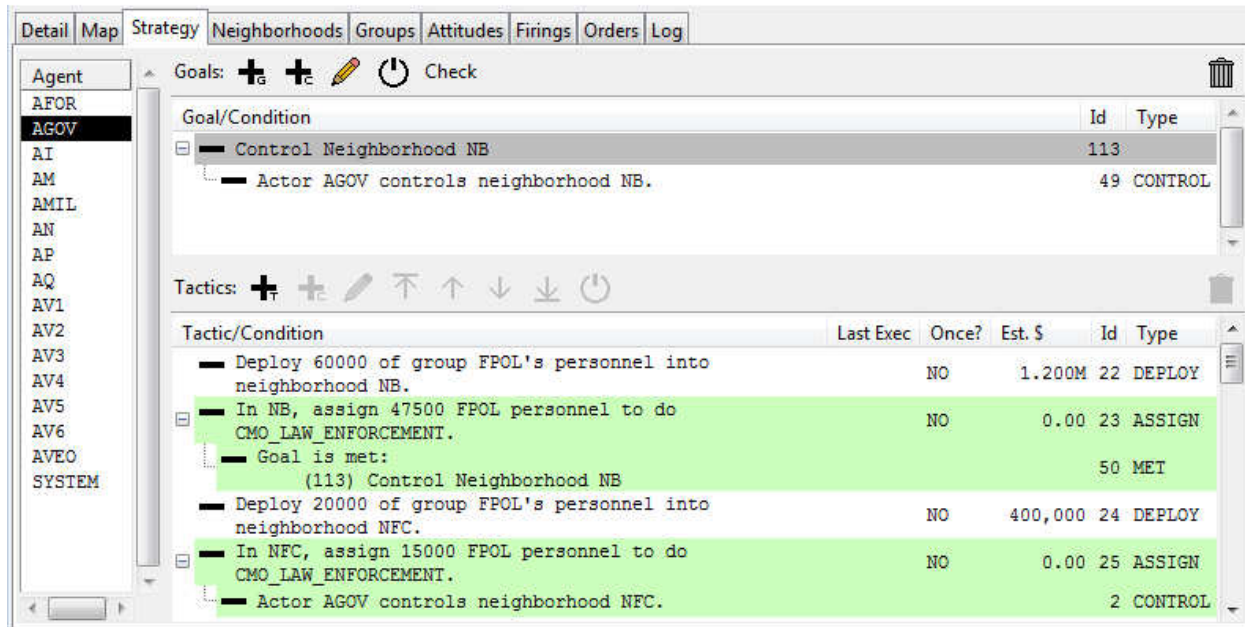 Detail Map Strategy Neighborhoods Groups Attitudes Firings Orders Log
Agent
AFOR
AGOV
AI
AM
AMIL
AN
AP
AQ
AV1
AV2
AV3
AV4
AV5
AV6
AVEO
SYSTEM
Goals: G C Check
Goal/Condition Id Type
Control Neighborhood NB 113
Actor AGOV controls neighborhood NB. 49 CONTROL
Tactics: T C
Tactic/Condition Last Exec Once? Est. $ Id Type
Deploy 60000 of group FPOL's personnel into
neighborhood NB. NO 1.200M 22 DEPLOY
In NB, assign 47500 FPOL personnel to do
CMO_LAW_ENFORCEMENT. NO 0.00 23 ASSIGN
Goal is met:
(113) Control Neighborhood NB 50 MET
Deploy 20000 of group FPOL's personnel into
neighborhood NFC. NO 400,000 24 DEPLOY
In NFC, assign 15000 FPOL personnel to do
CMO_LAW_ENFORCEMENT. NO 0.00 25 ASSIGN
Actor AGOV controls neighborhood NFC. 2 CONTROL